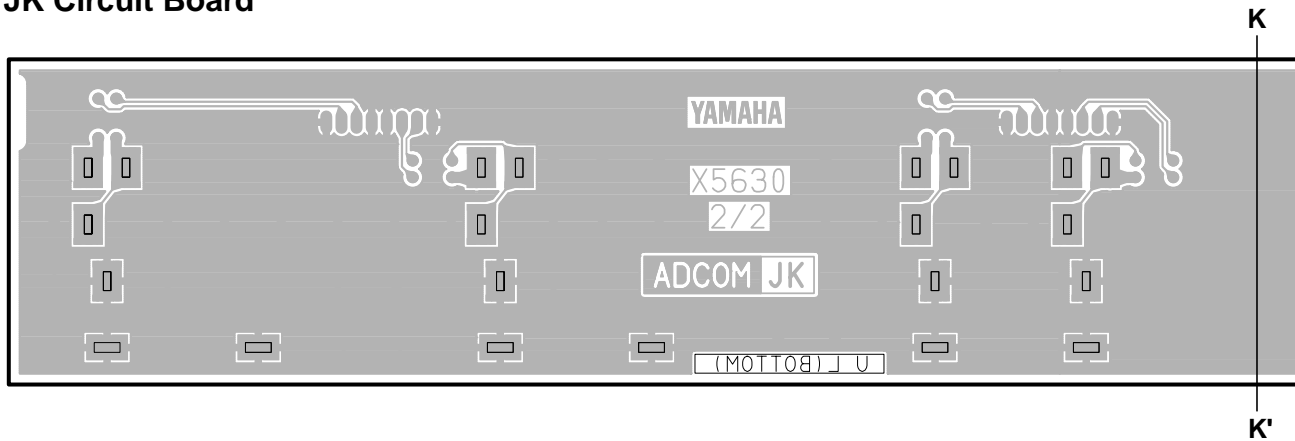 JK Circuit Board
K
YAMAHA
X5630
2/2
ADCOM JK
U L (BOTTOM)
K'